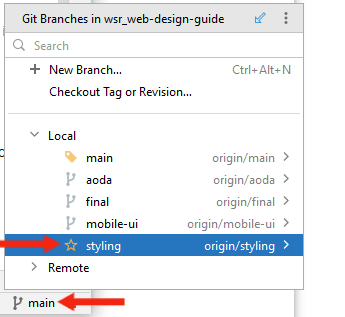 Git Branches in wsr_web-design-guide
Search
New Branch... Ctrl+Alt+N
Checkout Tag or Revision...
Local
main origin/main
aoda origin/aoda
final origin/final
mobile-ui origin/mobile-ui
styling origin/styling
Remote
main